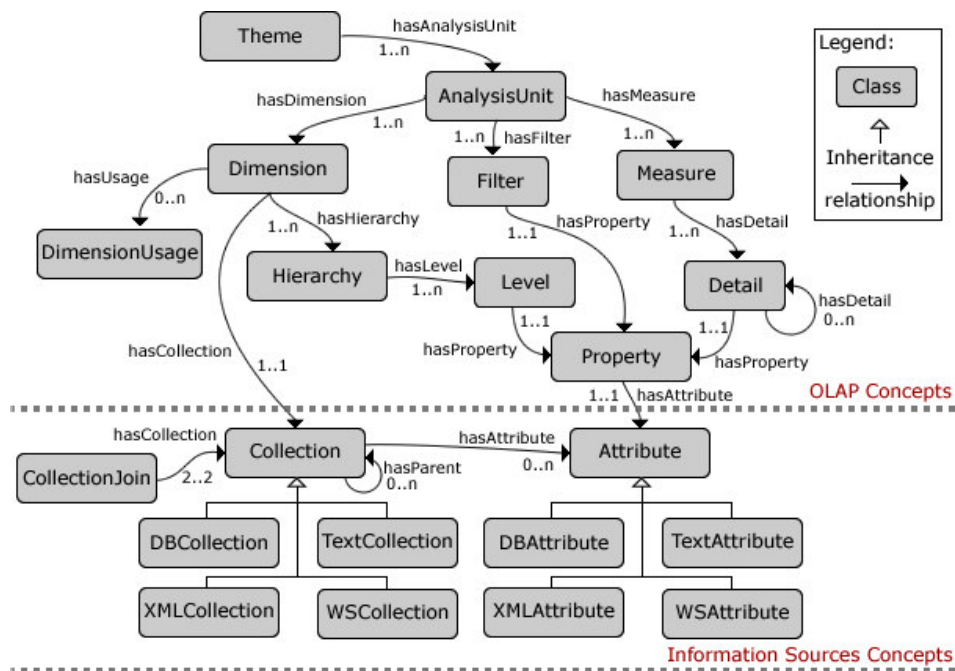 Theme
hasAnalysisUnit
1..n
Legend:
Class
Inheritance
relationship
AnalysisUnit
hasDimension
1..n
1..n
hasFilter
hasMeasure
1..n
Dimension
Filter
Measure
hasUsage
0..n
DimensionUsage
hasHierarchy
1..n
hasProperty
1..1
hasDetail
1..n
Hierarchy
hasLevel
1..n
Level
Detail
hasDetail
0..n
hasCollection
1..1
1..1
hasProperty
Property
1..1
hasProperty
1..1
hasAttribute
OLAP Concepts
hasCollection
2..2
CollectionJoin
Collection
hasParent
0..n
hasAttribute
0..n
Attribute
DBCollection
TextCollection
DBAttribute
TextAttribute
XMLCollection
WSCollection
XMLAttribute
WSAttribute
Information Sources Concepts